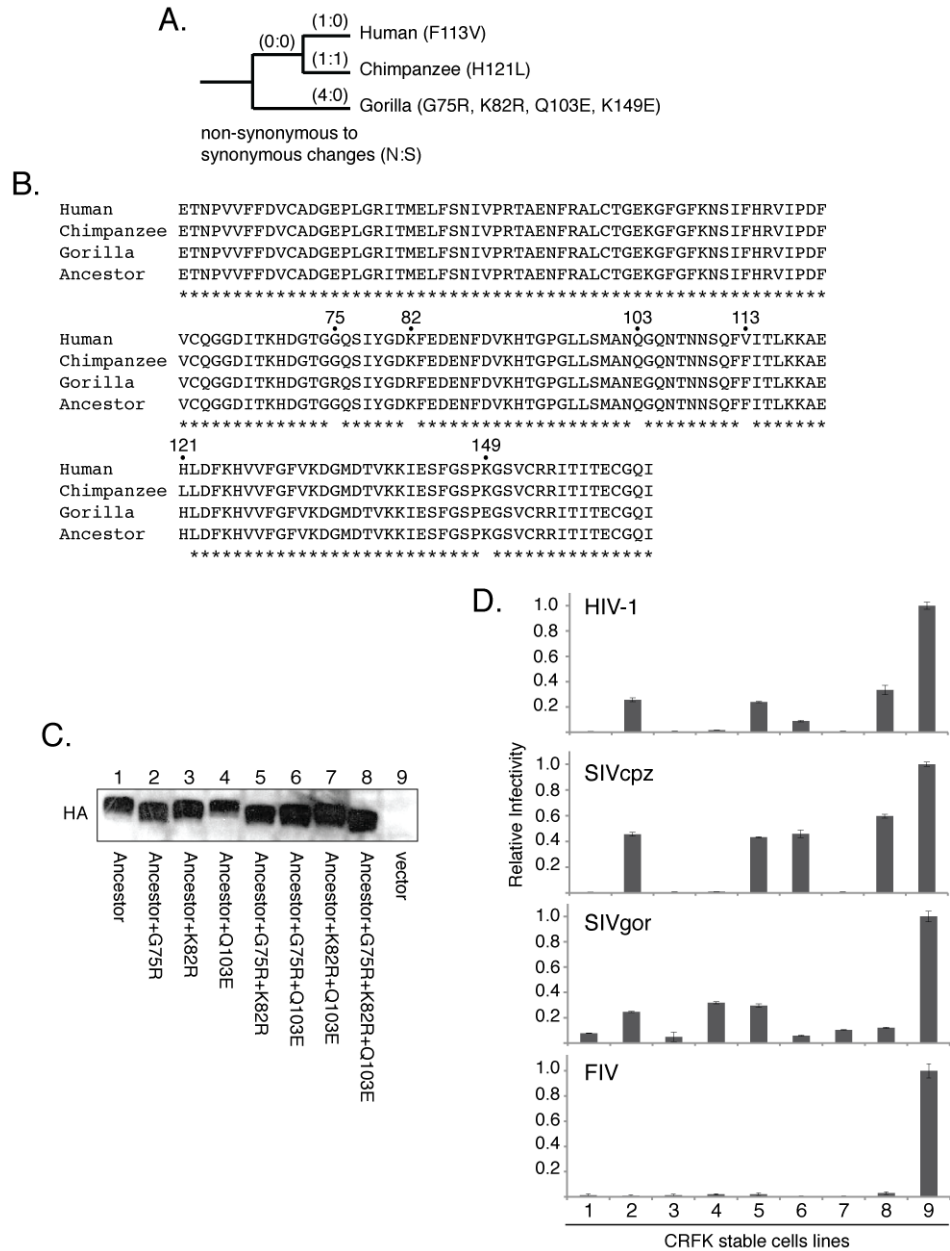 A.
(1:0)
Human (F113V)
(0:0)
(1:1)
Chimpanzee (H121L)
(4:0)
Gorilla (G75R, K82R, Q103E, K149E)
non-synonymous to
synonymous changes (N:S)
B.
Human ETNPVVFFDVCADGEPLGRITMELFSNIVPRTAENFRALCTGEKGFGFKNSIFHRVIPDF
Chimpanzee ETNPVVFFDVCADGEPLGRITMELFSNIVPRTAENFRALCTGEKGFGFKNSIFHRVIPDF
Gorilla ETNPVVFFDVCADGEPLGRITMELFSNIVPRTAENFRALCTGEKGFGFKNSIFHRVIPDF
Ancestor ETNPVVFFDVCADGEPLGRITMELFSNIVPRTAENFRALCTGEKGFGFKNSIFHRVIPDF
************************************************************
75 82 103 113
Human VCQGGDITKHDGTGGQSIYGDKFEDENFDVKHTGPGLLSMANQGQNTNNSQFVITLKKAE
Chimpanzee VCQGGDITKHDGTGGQSIYGDKFEDENFDVKHTGPGLLSMANQGQNTNNSQFFITLKKAE
Gorilla VCQGGDITKHDGTGRQSIYGDRFEDENFDVKHTGPGLLSMANEGQNTNNSQFFITLKKAE
Ancestor VCQGGDITKHDGTGGQSIYGDKFEDENFDVKHTGPGLLSMANQGQNTNNSQFFITLKKAE
************** ****** ******************** ********* *******
121 149
Human HLDFKHVVFGFVKDGMDTVKKIESFGSPKGSVCRRITITECGQI
Chimpanzee LLDFKHVVFGFVKDGMDTVKKIESFGSPKGSVCRRITITECGQI
Gorilla HLDFKHVVFGFVKDGMDTVKKIESFGSPEGSVCRRITITECGQI
Ancestor HLDFKHVVFGFVKDGMDTVKKIESFGSPKGSVCRRITITECGQI
*************************** ***************
C.
1 2 3 4 5 6 7 8 9
HA
Ancestor
Ancestor+G75R
Ancestor+K82R
Ancestor+Q103E
Ancestor+G75R+K82R
Ancestor+G75R+Q103E
Ancestor+K82R+Q103E
Ancestor+G75R+K82R+Q103E
vector
D.
Relative Infectivity
HIV-1
1.0
0.8
0.6
0.4
0.2
SIVcpz
1.0
0.8
0.6
0.4
0.2
SIVgor
1.0
0.8
0.6
0.4
0.2
FIV
1.0
0.8
0.6
0.4
0.2
1 2 3 4 5 6 7 8 9
CRFK stable cells lines